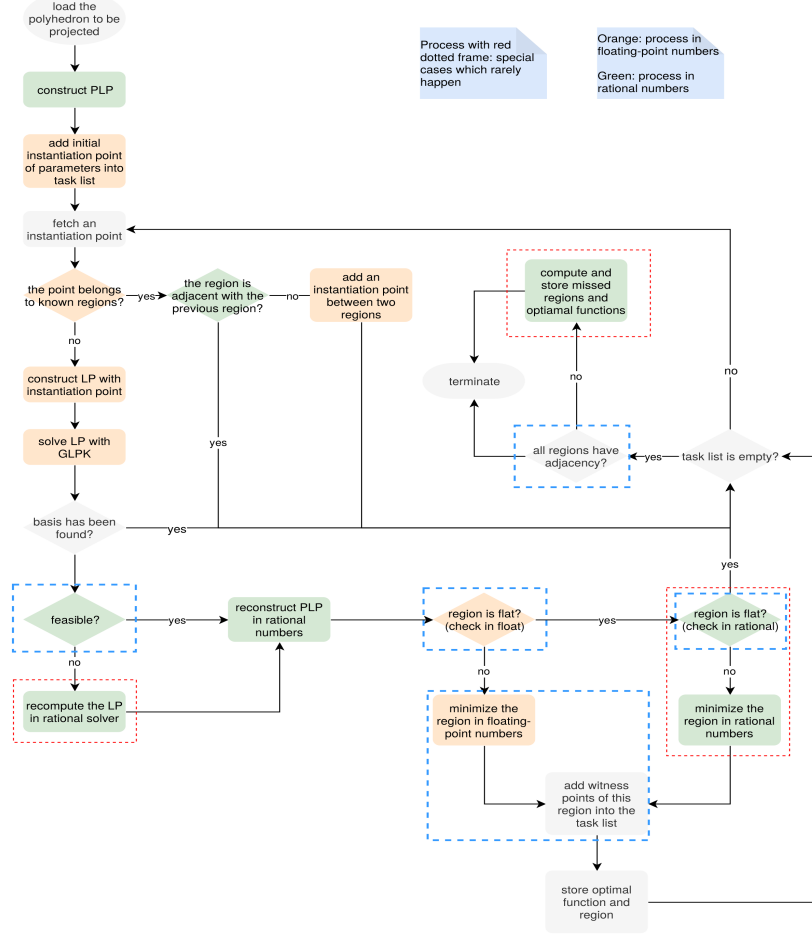 load the
polyhedron to be
projected
Process with red
dotted frame: special
cases which rarely
happen
Orange: process in
floating-point numbers
Green: process in
rational numbers
construct PLP
add initial
instantiation point
of parameters into
task list
fetch an
instantiation point
the point belongs
to known regions?
yes
the region is
adjacent with the
previous region?
no
add an
instantiation point
between two
regions
compute and
store missed
regions and
optiamal functions
no
construct LP with
instantiation point
terminate
no
no
solve LP with
GLPK
yes
all regions have
adjacency?
yes
task list is empty?
basis has been
found?
yes
yes
feasible?
yes
reconstruct PLP
in rational
numbers
region is flat?
(check in float)
yes
region is flat?
(check in rational)
no
no
no
recompute the LP
in rational solver
minimize the
region in floating-
point numbers
minimize the
region in rational
numbers
add witness
points of this
region into the
task list
store optimal
function and
region